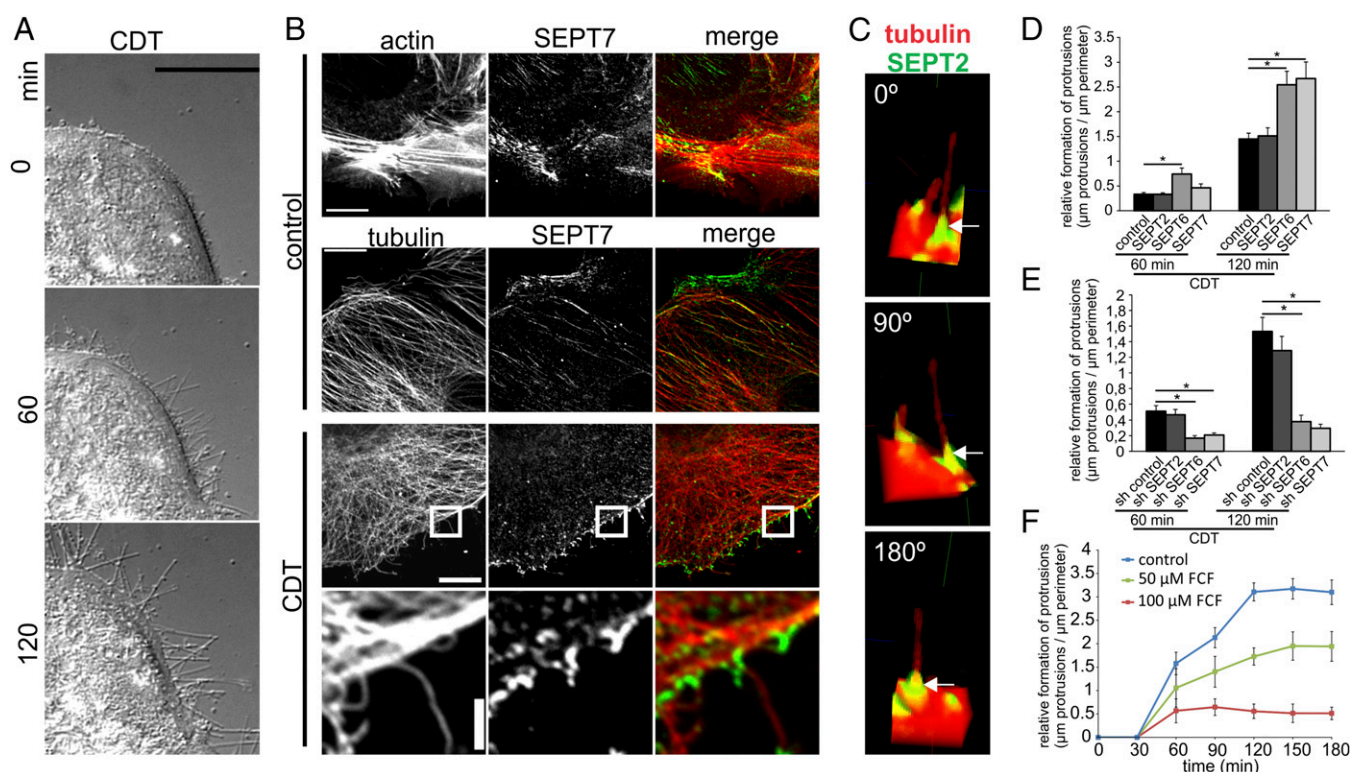 A
CDT
min
0
60
120
B
actin SEPT7 merge
control
tubulin SEPT7 merge
CDT
C
tubulin
SEPT2
0º
90º
180º
D
relative formation of protrusions
(µm protrusions / µm perimeter)
3.5
3
2.5
2
1.5
1
0.5
0
* * *
control
SEPT2
SEPT6
SEPT7
control
SEPT2
SEPT6
SEPT7
60 min 120 min
CDT
E
relative formation of protrusions
(µm protrusions / µm perimeter)
2
1.8
1.6
1.4
1.2
1
0.8
0.6
0.4
0.2
0
* * * *
sh control
sh SEPT2
sh SEPT6
sh SEPT7
sh control
sh SEPT2
sh SEPT6
sh SEPT7
60 min 120 min
CDT
F
relative formation of protrusions
(µm protrusions / µm perimeter)
4
3.5
3
2.5
2
1.5
1
0.5
0
control
50 µM FCF
100 µM FCF
0 30 60 90 120 150 180
time (min)